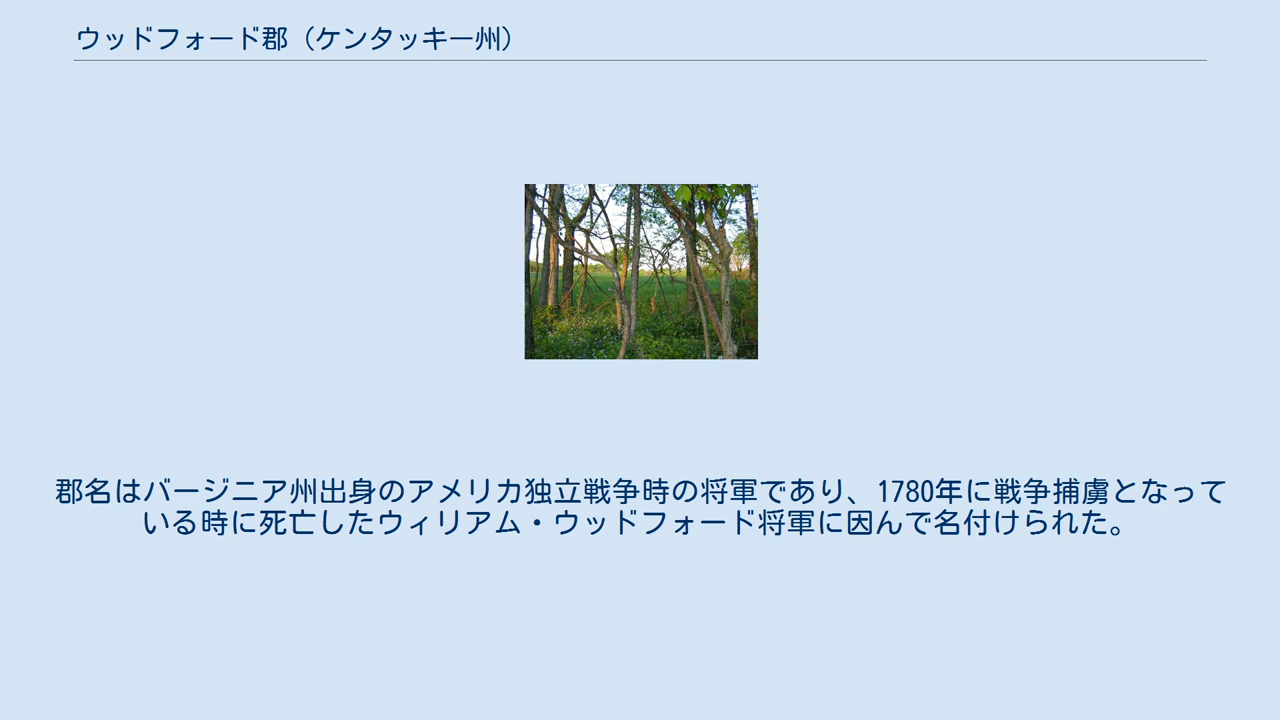 ウッドフォード郡（ケンタッキー州）
郡名はバージニア州出身のアメリカ独立戦争時の将軍であり、1780年に戦争捕虜となって
いる時に死亡したウィリアム・ウッドフォード将軍に因んで名付けられた。